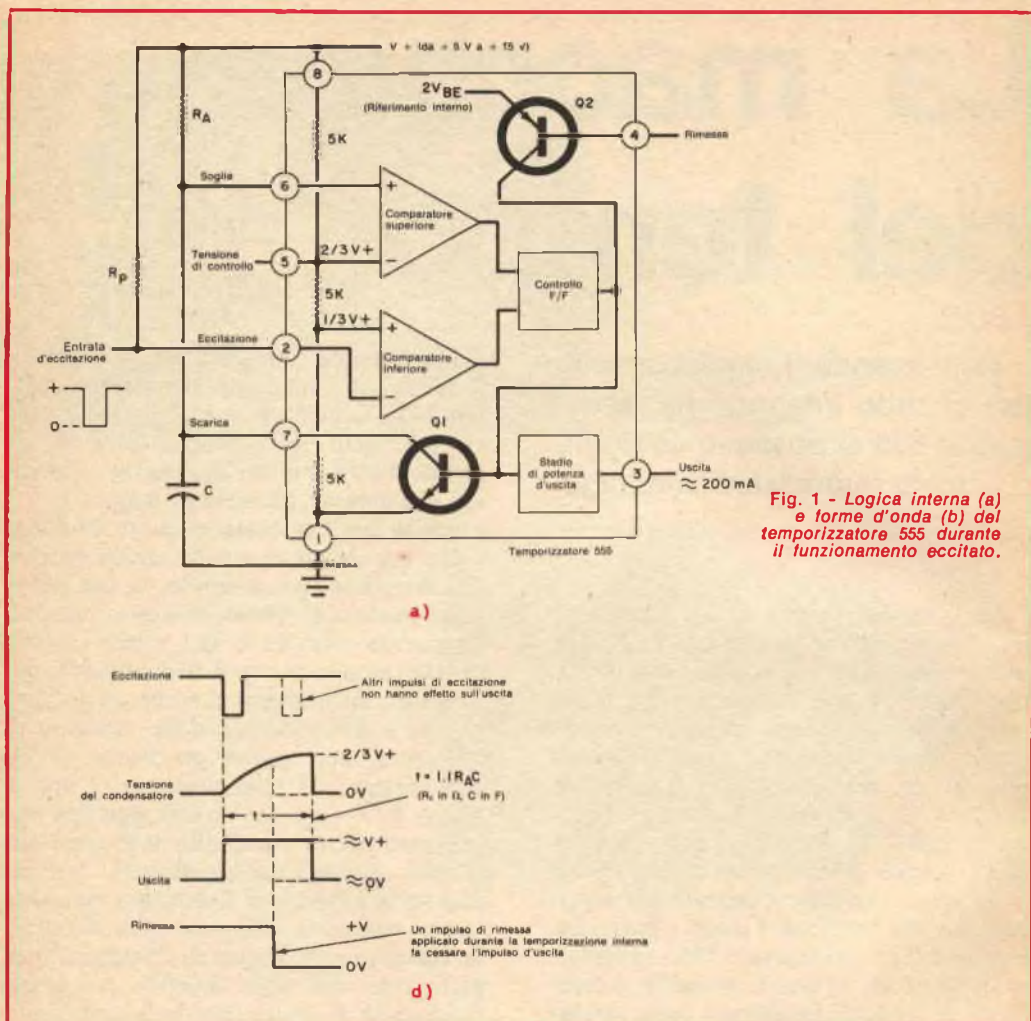 V + (da + 5 V a + 15 V)
8
2VBE
(Riferimento interno)
Q2
RA
5K
4
Rimessa
Soglia
6
+
Comparatore
superiore
Tensione
di controllo
5
2/3 V+
−
RP
5K
Controllo
F/F
1/3 V+
+
Entrata
d'eccitazione
Eccitazione
2
Comparatore
inferiore
−
+
0
Q1
Scarica
7
C
5K
Stadio
di potenza
d'uscita
3
Uscita
≈ 200 mA
1
Temporizzatore 555
a)
Fig. 1 - Logica interna (a)
e forme d'onda (b) del
temporizzatore 555 durante
il funzionamento eccitato.
Eccitazione
Altri impulsi di eccitazione
non hanno effetto sull'uscita
2/3 V+
Tensione
del condensatore
0V
t = 1.1 RAC
(in Ω, C in F)
t
≈ V+
Uscita
≈ 0V
Rimessa
+V
Un impulso di rimessa
applicato durante la temporizzazione interna
fa cessare l'impulso d'uscita
0V
d)